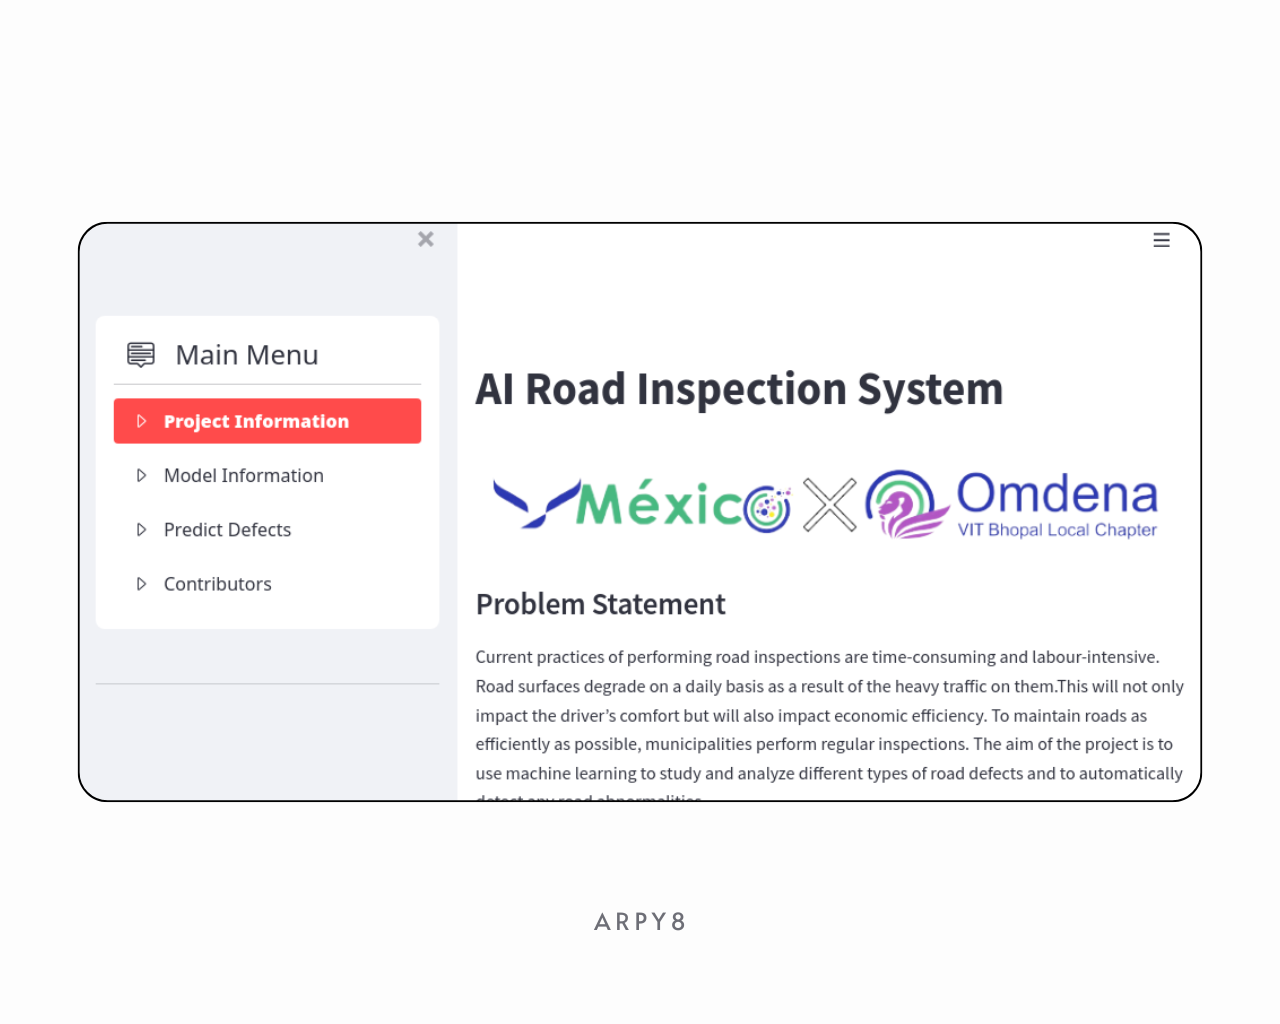 Main Menu
Project Information
Model Information
Predict Defects
Contributors
AI Road Inspection System
México
Omdena
VIT Bhopal Local Chapter
Problem Statement
Current practices of performing road inspections are time-consuming and labour-intensive.
Road surfaces degrade on a daily basis as a result of the heavy traffic on them.This will not only
impact the driver’s comfort but will also impact economic efficiency. To maintain roads as
efficiently as possible, municipalities perform regular inspections. The aim of the project is to
use machine learning to study and analyze different types of road defects and to automatically
detect any road abnormalities.
ARPY8